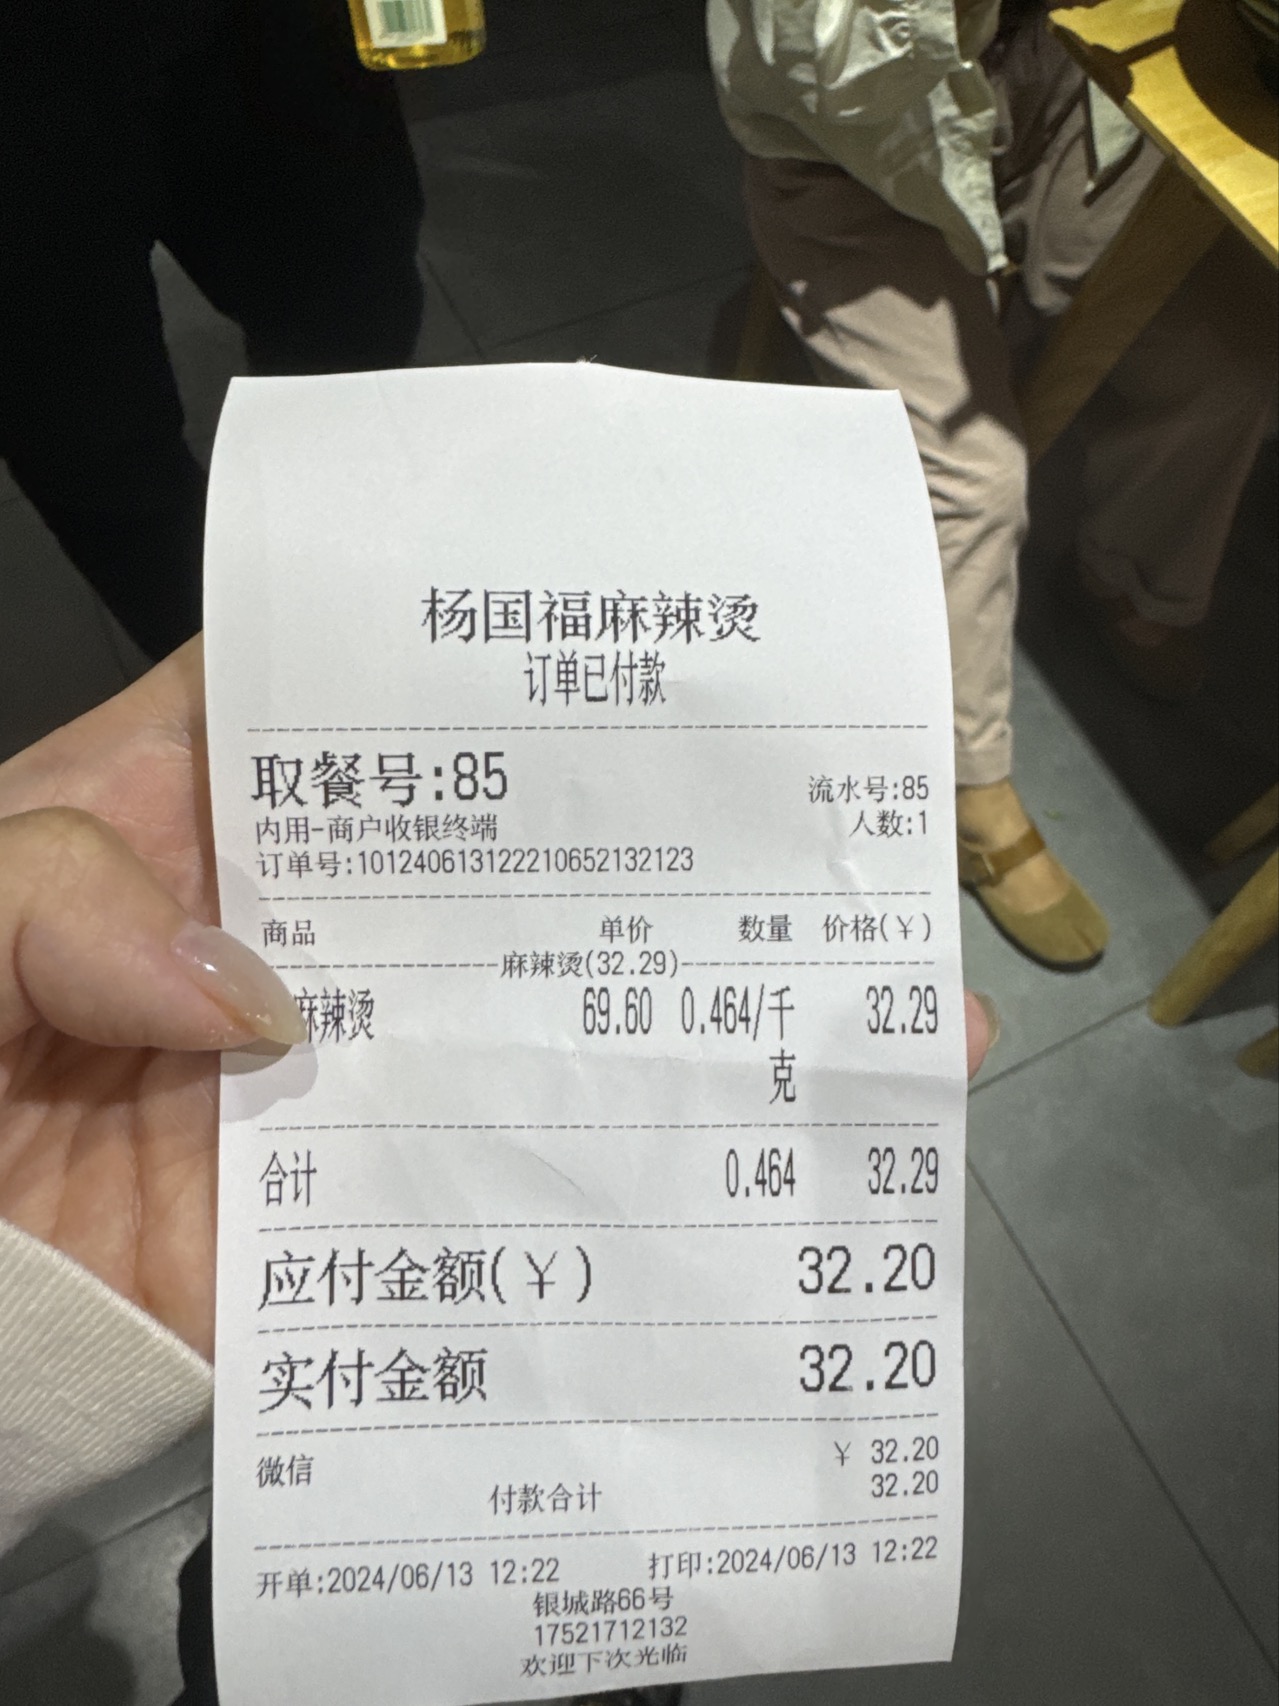 杨国福麻辣烫
订单已付款
取餐号:85
流水号:85
内用-商户收银终端
人数:1
订单号:101240613122210652132123
商品 单价 数量 价格(¥)
麻辣烫(32.29)
麻辣烫 69.60 0.464/千克 32.29
合计 0.464 32.29
应付金额(¥) 32.20
实付金额 32.20
微信 ¥ 32.20
付款合计 32.20
开单:2024/06/13 12:22 打印:2024/06/13 12:22
银城路66号
17521712132
欢迎下次光临